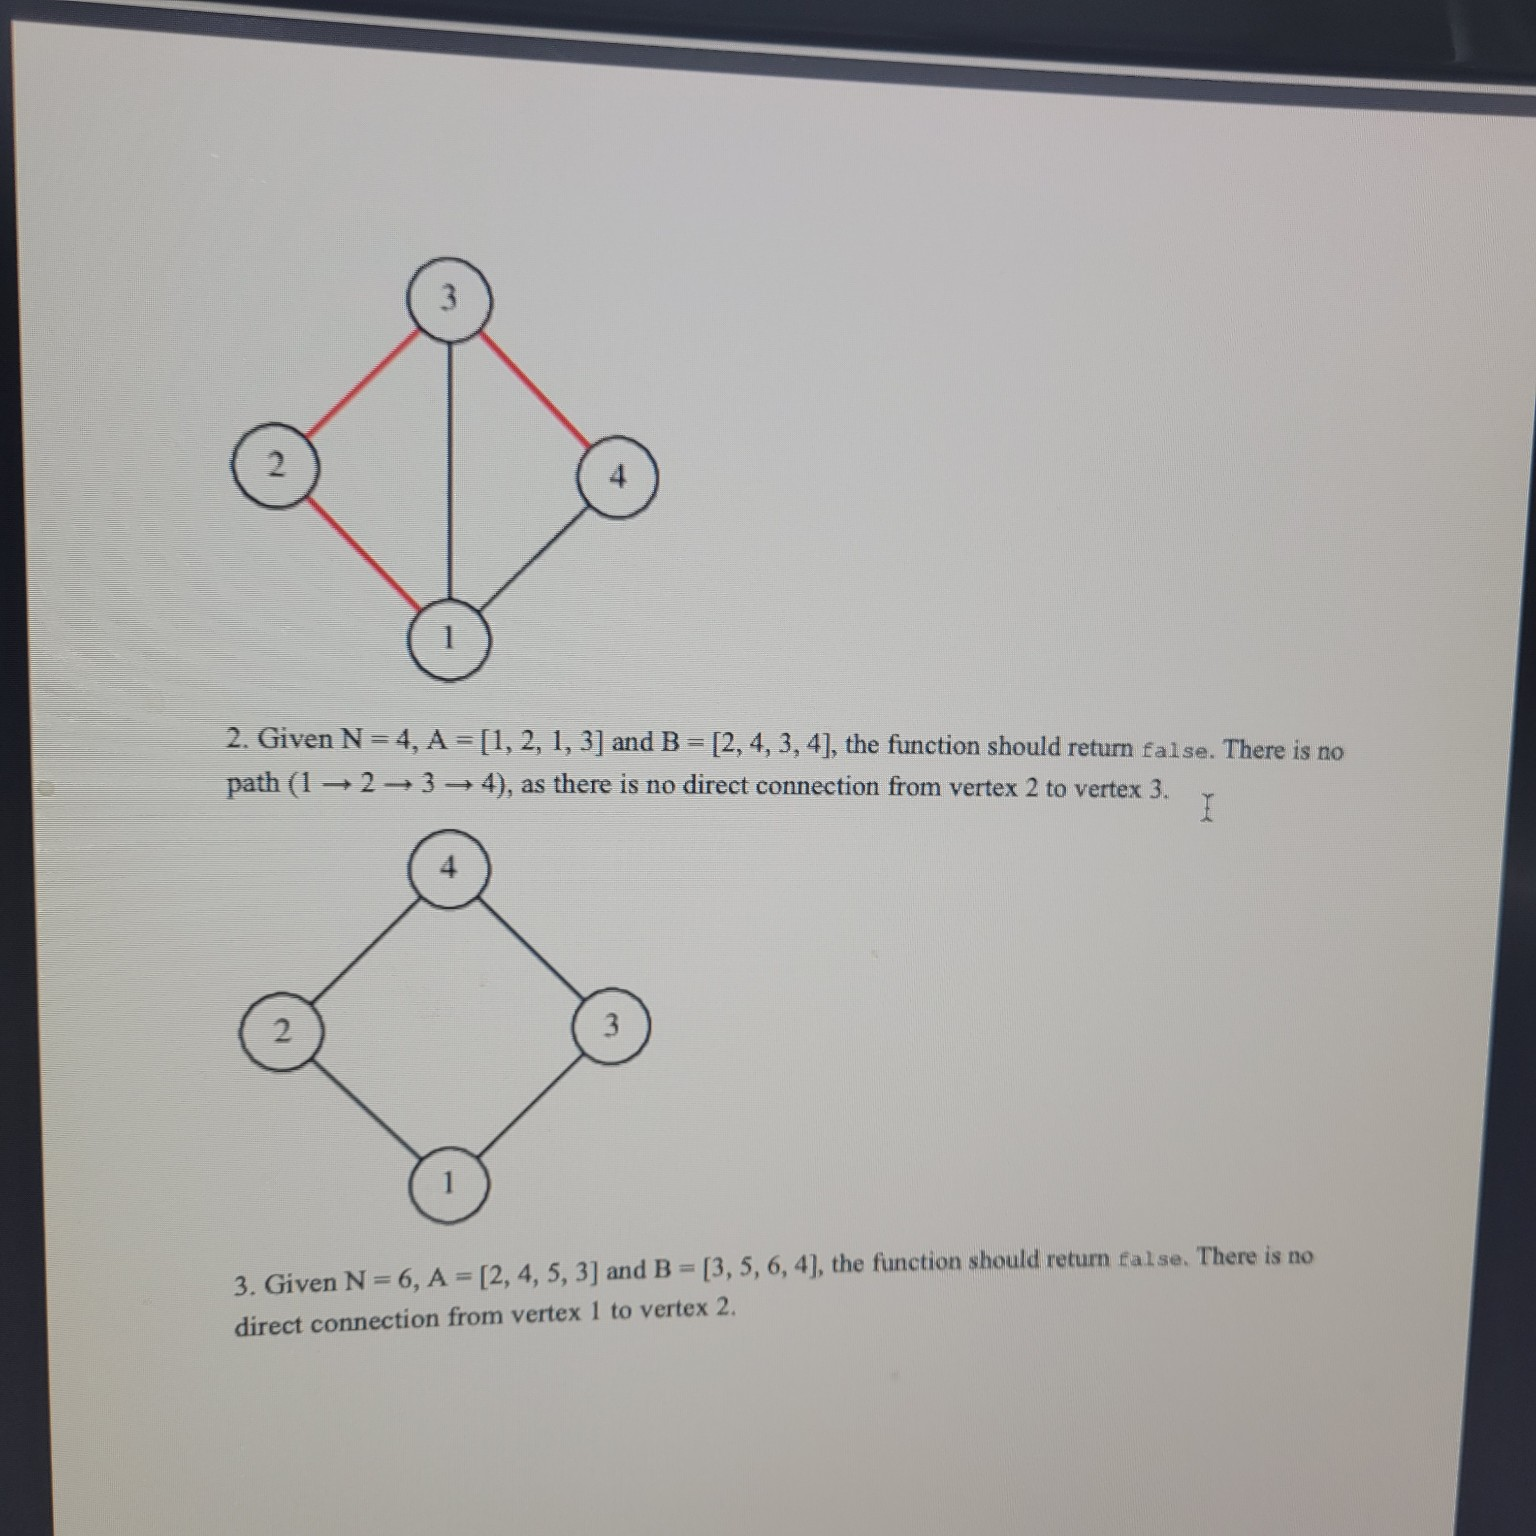 3
2
4
1
2. Given N = 4, A = [1, 2, 1, 3] and B = [2, 4, 3, 4], the function should return false. There is no
path (1 → 2 → 3 → 4), as there is no direct connection from vertex 2 to vertex 3.
4
2
3
1
3. Given N = 6, A = [2, 4, 5, 3] and B = [3, 5, 6, 4], the function should return false. There is no
direct connection from vertex 1 to vertex 2.